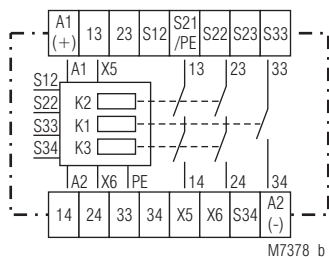 A1 (+) 13 23 S12 S21 /PE S22 S23 S33
A1 X5 13 23 33
S12
S22 K2
S33 K1
S34 K3
A2 X6 PE 14 24 34
14 24 33 34 X5 X6 S34 A2 (-)
M7378 b